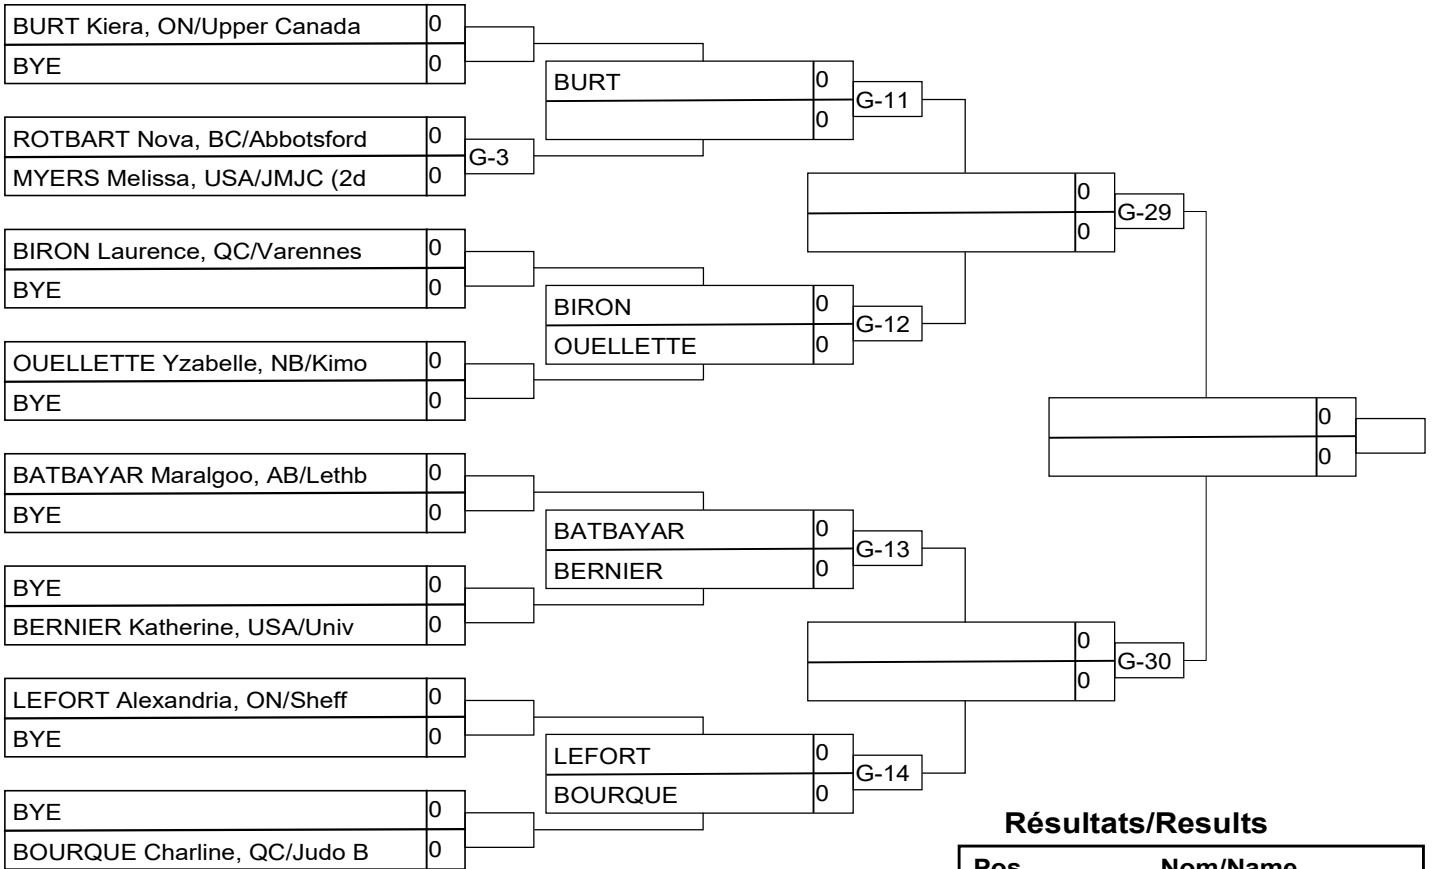 BURT Kiera, ON/Upper Canada 0
BYE 0
ROTBART Nova, BC/Abbotsford 0
MYERS Melissa, USA/JMJC (2d 0
G-3
BIRON Laurence, QC/Varennes 0
BYE 0
OUELLETTE Yzabelle, NB/Kimo 0
BYE 0
BATBAYAR Maralgoo, AB/Lethb 0
BYE 0
BYE 0
BERNIER Katherine, USA/Univ 0
LEFORT Alexandria, ON/Sheff 0
BYE 0
BYE 0
BOURQUE Charline, QC/Judo B 0
BURT 0
0
G-11
BIRON 0
OUELLETTE 0
G-12
BATBAYAR 0
BERNIER 0
G-13
LEFORT 0
BOURQUE 0
G-14
0
0
G-29
0
0
G-30
0
0
Résultats/Results
Pos Nom/Name